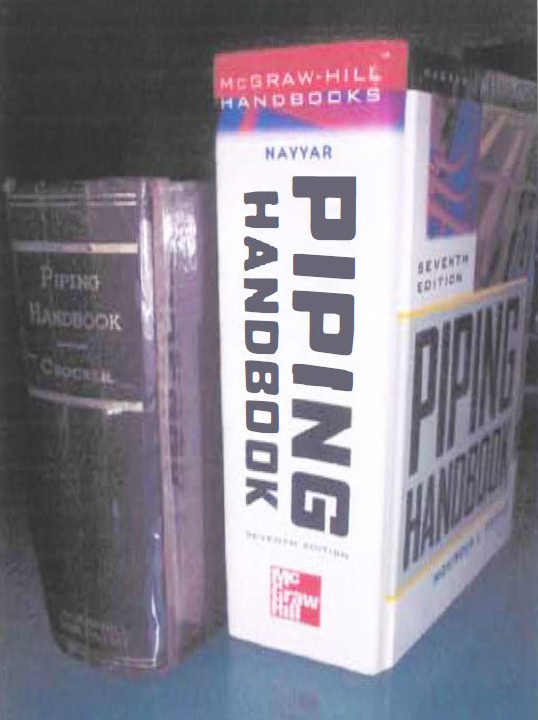 PIPING
HANDBOOK
CROCKER
McGRAW-HILL
HANDBOOKS
NAYYAR
PIPING
HANDBOOK
SEVENTH EDITION
Mc
Graw
Hill
SEVENTH
EDITION
PIPING
HANDBOOK